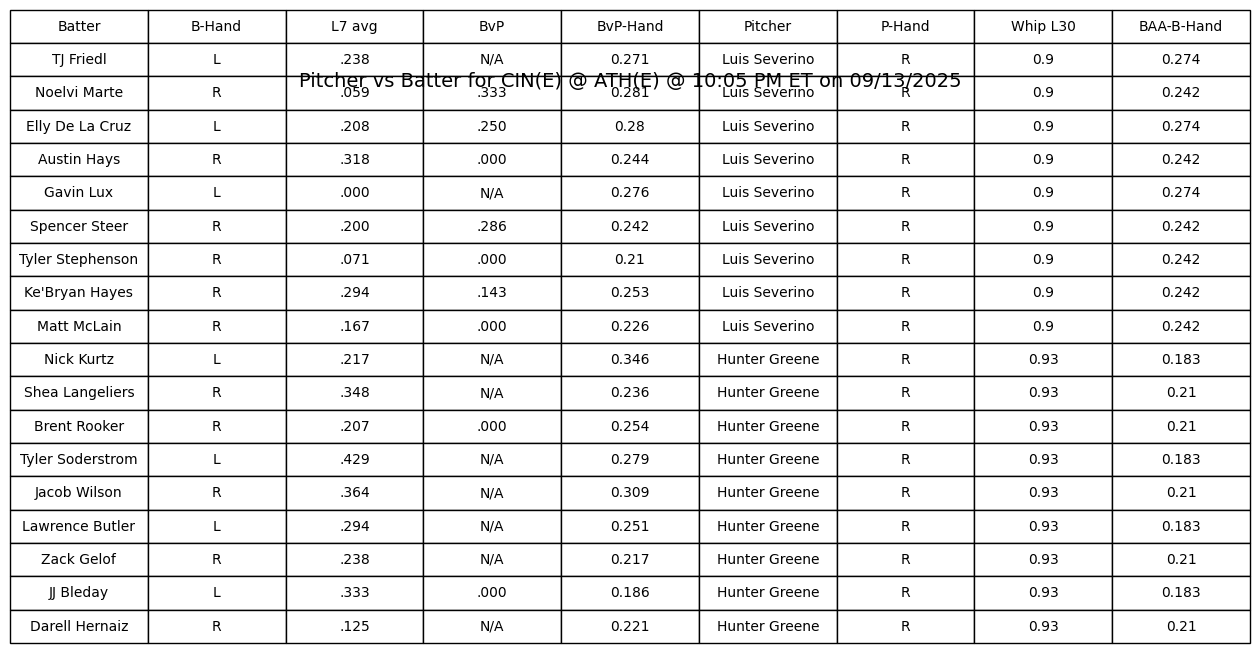 Batter B-Hand L7 avg BvP BvP-Hand Pitcher P-Hand Whip L30 BAA-B-Hand
TJ Friedl L .238 N/A 0.271 Luis Severino R 0.9 0.274
Pitcher vs Batter for CIN(E) @ ATH(E) @ 10:05 PM ET on 09/13/2025
Noelvi Marte R .059 .333 0.281 Luis Severino R 0.9 0.242
Elly De La Cruz L .208 .250 0.28 Luis Severino R 0.9 0.274
Austin Hays R .318 .000 0.244 Luis Severino R 0.9 0.242
Gavin Lux L .000 N/A 0.276 Luis Severino R 0.9 0.274
Spencer Steer R .200 .286 0.242 Luis Severino R 0.9 0.242
Tyler Stephenson R .071 .000 0.21 Luis Severino R 0.9 0.242
Ke'Bryan Hayes R .294 .143 0.253 Luis Severino R 0.9 0.242
Matt McLain R .167 .000 0.226 Luis Severino R 0.9 0.242
Nick Kurtz L .217 N/A 0.346 Hunter Greene R 0.93 0.183
Shea Langeliers R .348 N/A 0.236 Hunter Greene R 0.93 0.21
Brent Rooker R .207 .000 0.254 Hunter Greene R 0.93 0.21
Tyler Soderstrom L .429 N/A 0.279 Hunter Greene R 0.93 0.183
Jacob Wilson R .364 N/A 0.309 Hunter Greene R 0.93 0.21
Lawrence Butler L .294 N/A 0.251 Hunter Greene R 0.93 0.183
Zack Gelof R .238 N/A 0.217 Hunter Greene R 0.93 0.21
JJ Bleday L .333 .000 0.186 Hunter Greene R 0.93 0.183
Darell Hernaiz R .125 N/A 0.221 Hunter Greene R 0.93 0.21